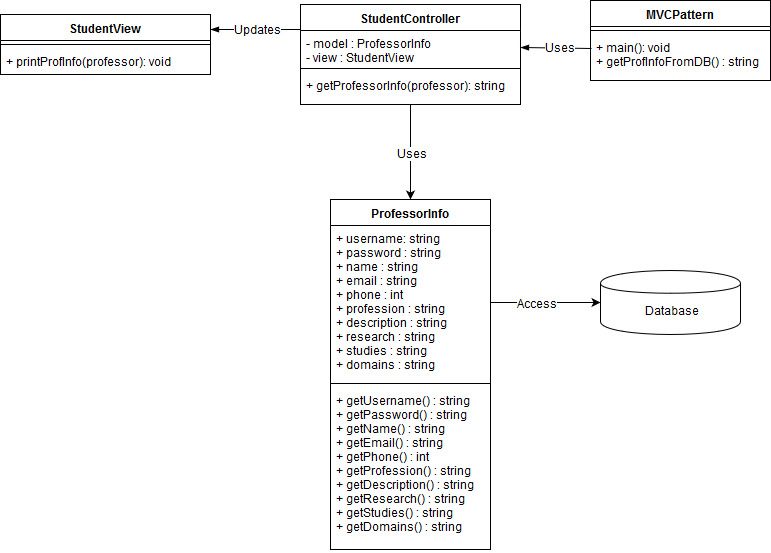 StudentView
+ printProfInfo(professor): void
Updates
StudentController
- model : ProfessorInfo
- view : StudentView
+ getProfessorInfo(professor): string
Uses
MVCPattern
+ main(): void
+ getProfInfoFromDB() : string
Uses
ProfessorInfo
+ username: string
+ password : string
+ name : string
+ email : string
+ phone : int
+ profession : string
+ description : string
+ research : string
+ studies : string
+ domains : string
+ getUsername() : string
+ getPassword() : string
+ getName() : string
+ getEmail() : string
+ getPhone() : int
+ getProfession() : string
+ getDescription() : string
+ getResearch() : string
+ getStudies() : string
+ getDomains() : string
Access
Database